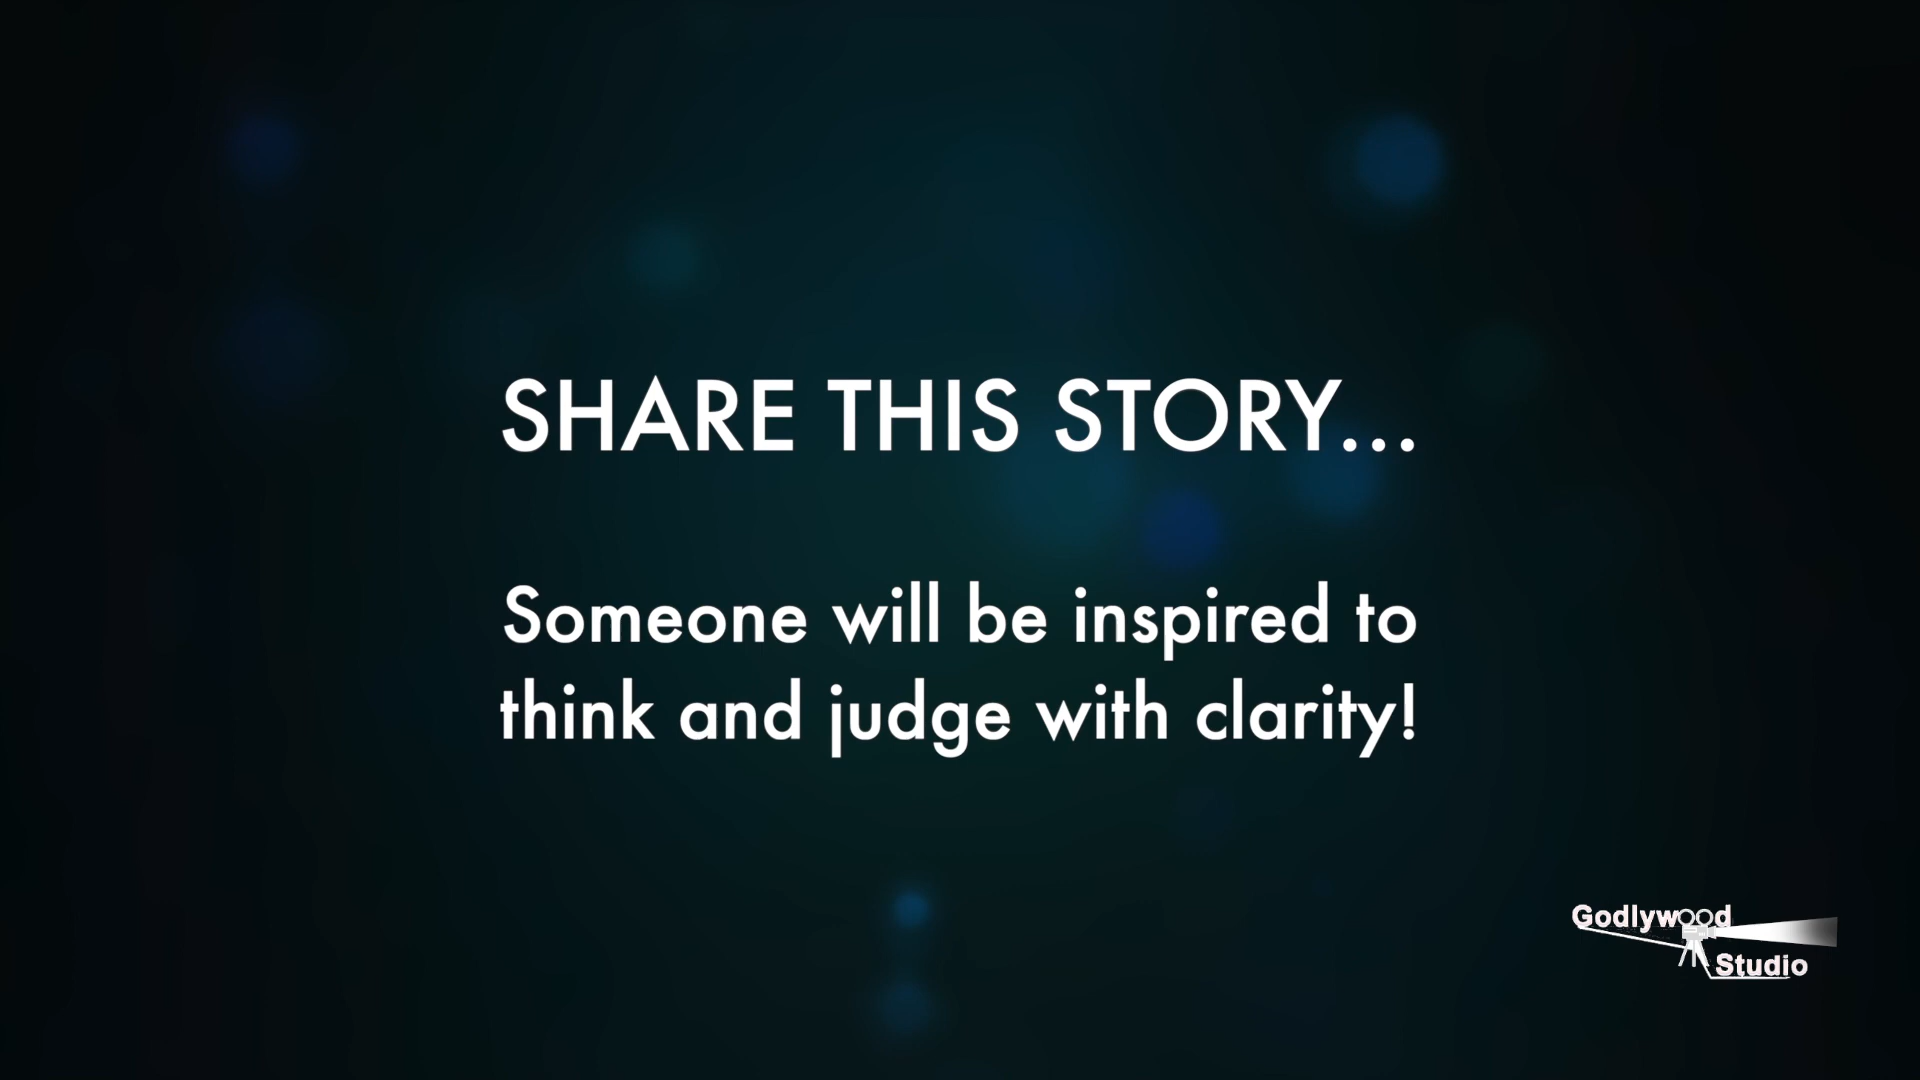 SHARE THIS STORY...
Someone will be inspired to
think and judge with clarity!
Godlywood
Studio